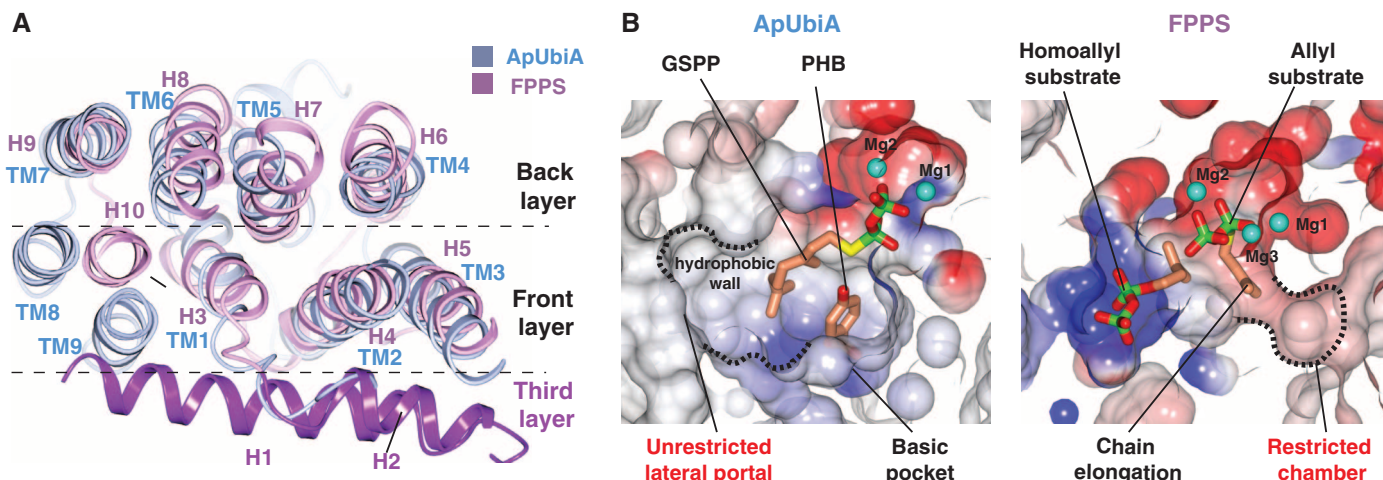 A
ApUbiA
FPPS
H8
TM6
TM5
H7
H9
TM7
H6
TM4
Back
layer
H10
H5
TM3
TM8
H3
TM1
H4
TM2
Front
layer
TM9
Third
layer
H1
H2
B
ApUbiA
GSPP
PHB
Mg2
Mg1
hydrophobic
wall
Unrestricted
lateral portal
Basic
pocket
FPPS
Homoallyl
substrate
Allyl
substrate
Mg2
Mg1
Mg3
Chain
elongation
Restricted
chamber